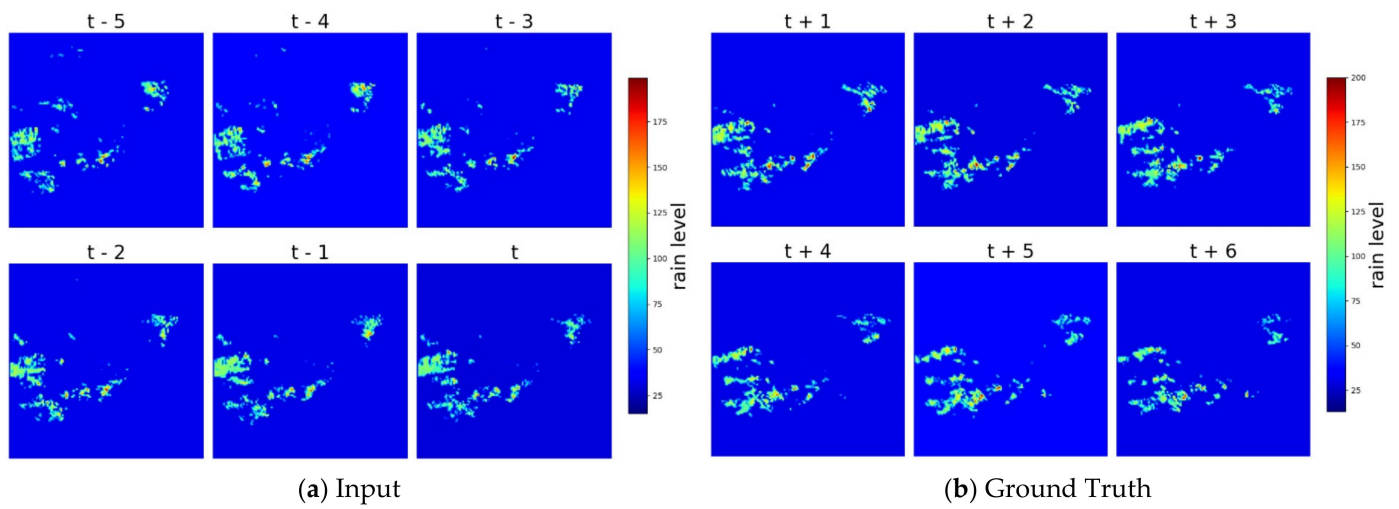 t - 5 t - 4 t - 3
t + 1 t + 2 t + 3
175
150
125
100
75
50
25
rain level
200
175
150
125
100
75
50
25
rain level
t - 2 t - 1 t
t + 4 t + 5 t + 6
(a) Input
(b) Ground Truth